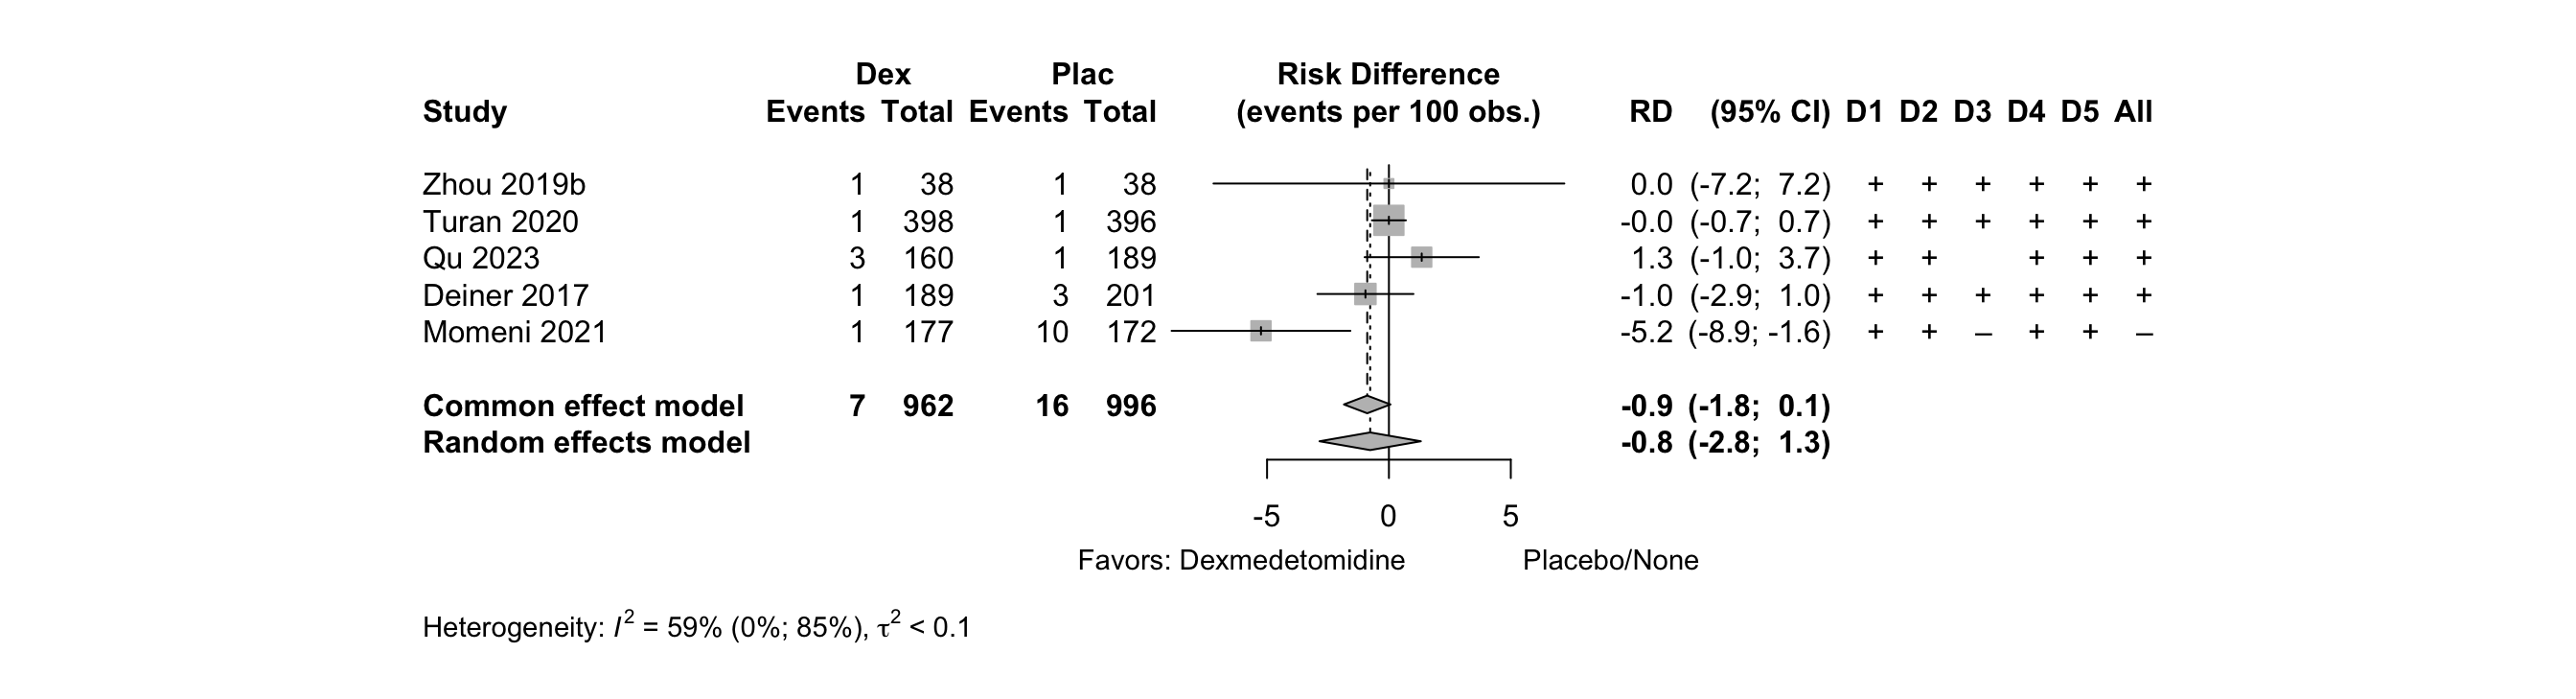 Dex Plac Risk Difference
Study Events Total Events Total (events per 100 obs.) RD (95% CI) D1 D2 D3 D4 D5 All
Zhou 2019b 1 38 1 38 0.0 (-7.2; 7.2) + + + + + +
Turan 2020 1 398 1 396 -0.0 (-0.7; 0.7) + + + + + +
Qu 2023 3 160 1 189 1.3 (-1.0; 3.7) + + + + +
Deiner 2017 1 189 3 201 -1.0 (-2.9; 1.0) + + + + + +
Momeni 2021 1 177 10 172 -5.2 (-8.9; -1.6) + + – + + –
Common effect model 7 962 16 996 -0.9 (-1.8; 0.1)
Random effects model -0.8 (-2.8; 1.3)
-5 0 5
Favors: Dexmedetomidine Placebo/None
Heterogeneity: I² = 59% (0%; 85%), τ² < 0.1